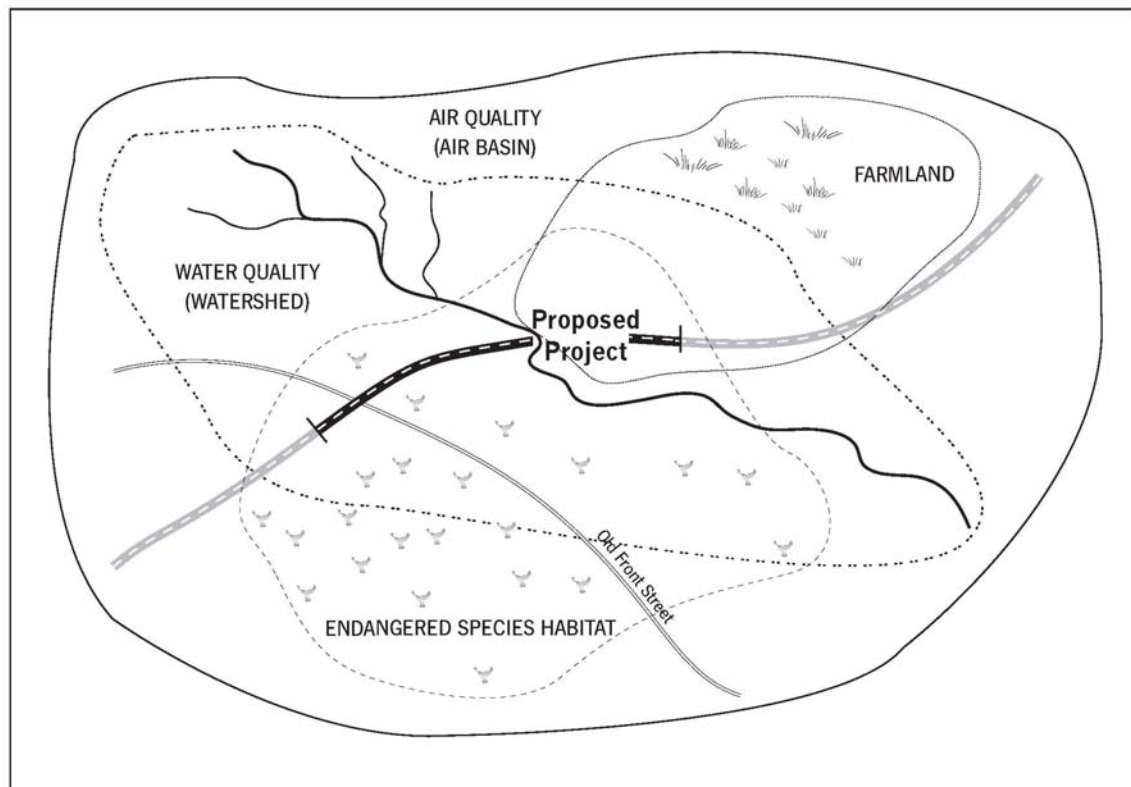 AIR QUALITY
(AIR BASIN)
FARMLAND
WATER QUALITY
(WATERSHED)
Proposed
Project
Old Front Street
ENDANGERED SPECIES HABITAT